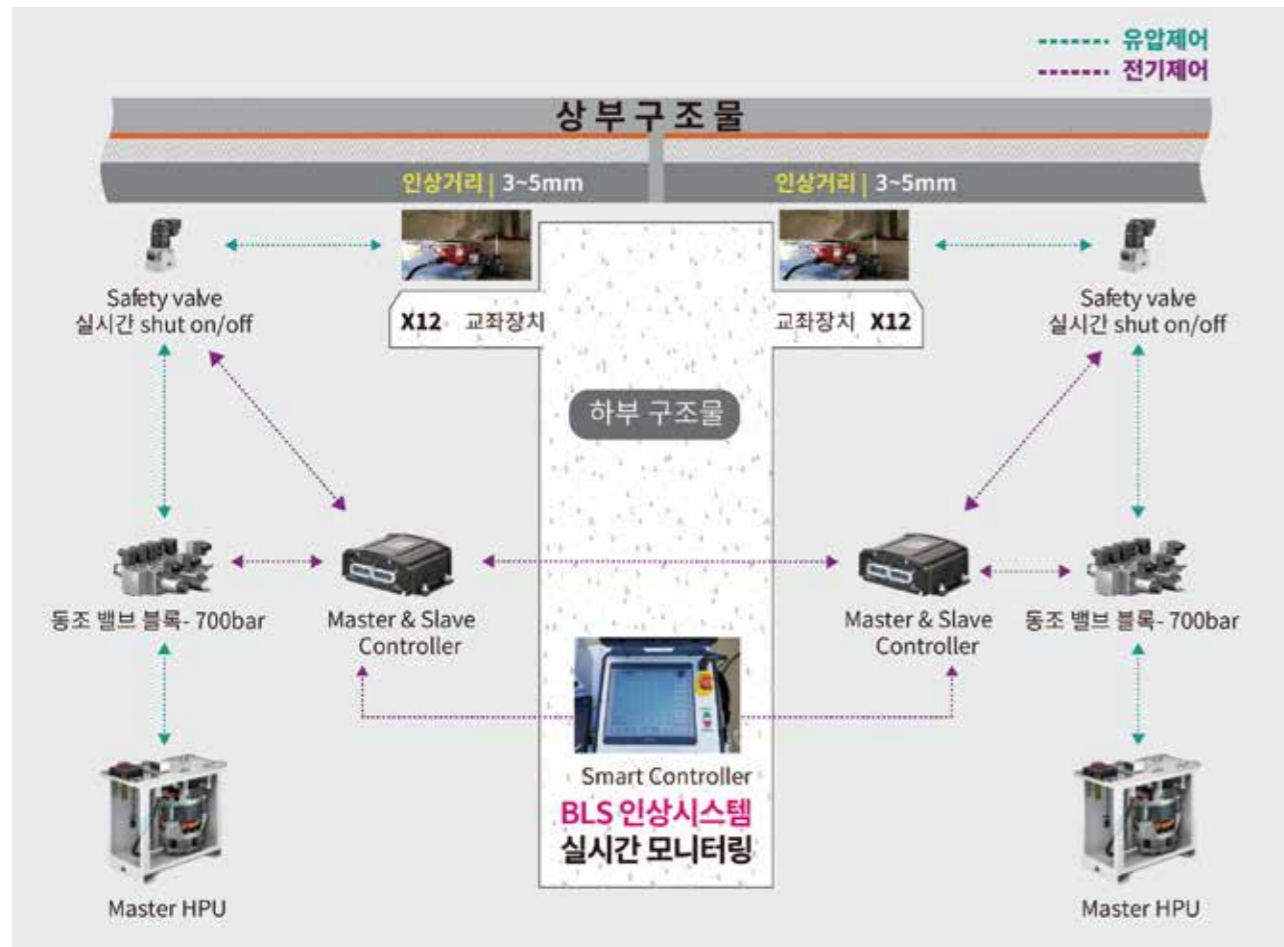 유압제어
전기제어
상부구조물
인상거리 | 3~5mm
인상거리 | 3~5mm
Safety valve
실시간 shut on/off
X12 교좌장치
교좌장치 X12
Safety valve
실시간 shut on/off
하부 구조물
동조 밸브 블록- 700bar
Master & Slave
Controller
Master & Slave
Controller
동조 밸브 블록- 700bar
Smart Controller
BLS 인상시스템
실시간 모니터링
Master HPU
Master HPU